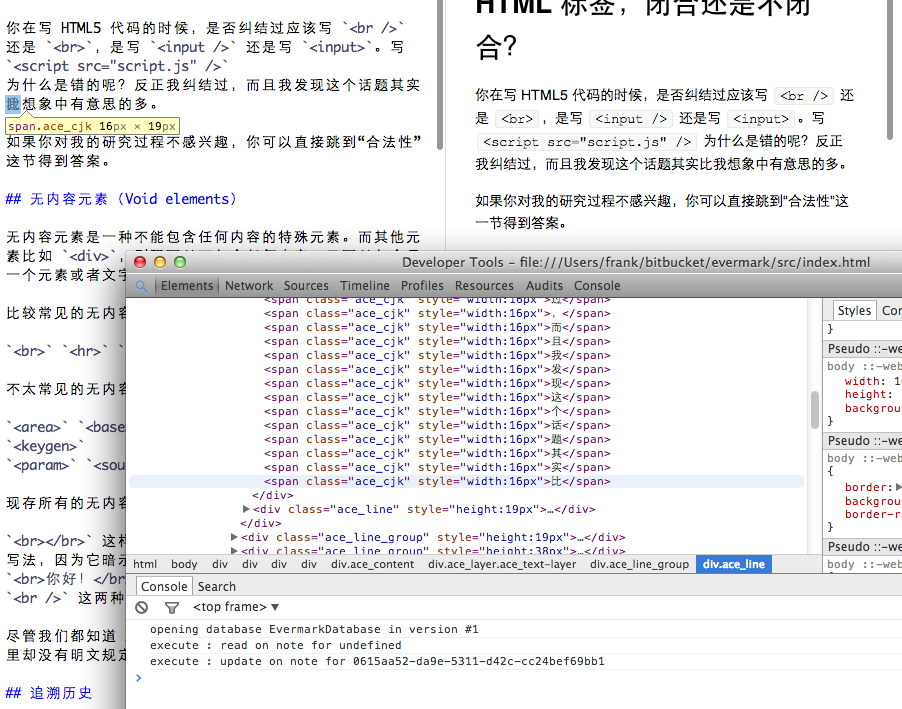 你在写 HTML5 代码的时候，是否纠结过应该写 `<br />`
还是 `<br>`，是写 `<input />` 还是写 `<input>`。写
`<script src="script.js" />`
为什么是错的呢？反正我纠结过，而且我发现这个话题其实
我想象中有意思的多。
span.ace_cjk 16px × 19px
如果你对我的研究过程不感兴趣，你可以直接跳到“合法性”
这节得到答案。
## 无内容元素（Void elements）
无内容元素是一种不能包含任何内容的特殊元素。而其他元
素比如 `<div>`，
一个元素或者文字
比较常见的无内容
`<br>` `<hr>` `
不太常见的无内容
`<area>` `<base
`<keygen>`
`<param>` `<sou
现存所有的无内容
`<br></br>` 这样
写法，因为它暗示
`<br>你好！</br
`<br />` 这两种
尽管我们都知道
里却没有明文规定
## 追溯历史
HTML 标签，闭合还是不闭
合？
你在写 HTML5 代码的时候，是否纠结过应该写 <br /> 还
是 <br> ，是写 <input /> 还是写 <input> 。写
<script src="script.js" /> 为什么是错的呢？反正
我纠结过，而且我发现这个话题其实比我想象中有意思的多。
如果你对我的研究过程不感兴趣，你可以直接跳到“合法性”这
一节得到答案。
Developer Tools - file:///Users/frank/bitbucket/evermark/src/index.html
Elements Network Sources Timeline Profiles Resources Audits Console
<span class="ace_cjk" style="width:16px">过</span>
<span class="ace_cjk" style="width:16px">，</span>
<span class="ace_cjk" style="width:16px">而</span>
<span class="ace_cjk" style="width:16px">且</span>
<span class="ace_cjk" style="width:16px">我</span>
<span class="ace_cjk" style="width:16px">发</span>
<span class="ace_cjk" style="width:16px">现</span>
<span class="ace_cjk" style="width:16px">这</span>
<span class="ace_cjk" style="width:16px">个</span>
<span class="ace_cjk" style="width:16px">话</span>
<span class="ace_cjk" style="width:16px">题</span>
<span class="ace_cjk" style="width:16px">其</span>
<span class="ace_cjk" style="width:16px">实</span>
<span class="ace_cjk" style="width:16px">比</span>
</div>
<div class="ace_line" style="height:19px">…</div>
</div>
<div class="ace_line_group" style="height:19px">…</div>
<div class="ace_line_group" style="height:38px">…</div>
html body div div div div div.ace_content div.ace_layer.ace_text-layer div.ace_line_group div.ace_line
Styles Con
}
Pseudo ::-we
body ::-web
width: 1
height:
backgrou
}
Pseudo ::-we
body ::-web
{
border:
backgrou
border-r
}
Pseudo ::-we
body ::-web
Console Search
<top frame>
opening database EvermarkDatabase in version #1
execute : read on note for undefined
execute : update on note for 0615aa52-da9e-5311-d42c-cc24bef69bb1